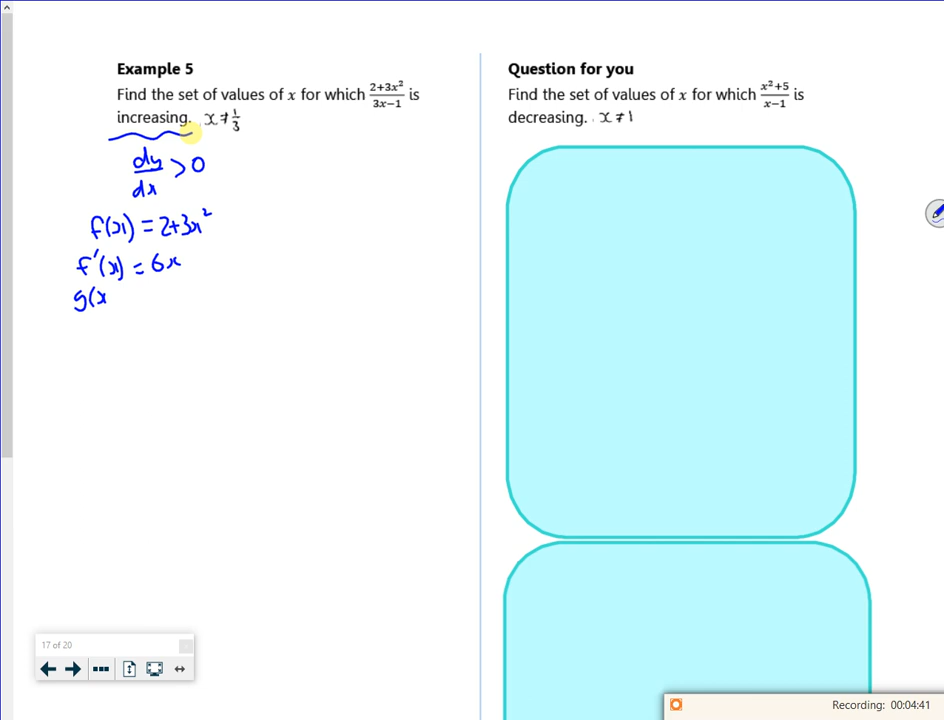 Example 5
Find the set of values of x for which (2+3x²)/(3x−1) is
increasing. x ≠ 1/3
dy/dx > 0
f(x) = 2+3x²
f'(x) = 6x
g(x
Question for you
Find the set of values of x for which (x²+5)/(x−1) is
decreasing. x ≠ 1
17 of 20
Recording: 00:04:41